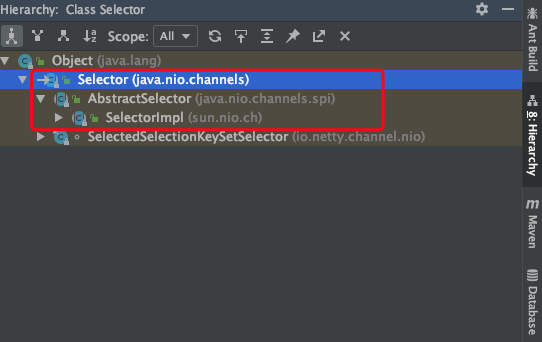 Hierarchy: Class Selector
Scope: All
Object (java.lang)
Selector (java.nio.channels)
AbstractSelector (java.nio.channels.spi)
SelectorImpl (sun.nio.ch)
SelectedSelectionKeySetSelector (io.netty.channel.nio)
Ant Build
8: Hierarchy
Maven
Database